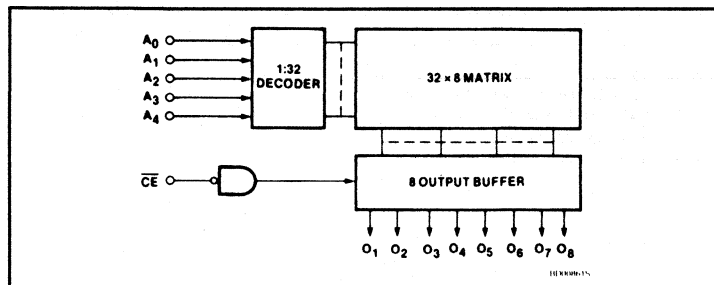 A0
A1
A2
A3
A4
1:32
DECODER
32 × 8 MATRIX
CE
8 OUTPUT BUFFER
O1 O2 O3 O4 O5 O6 O7 O8